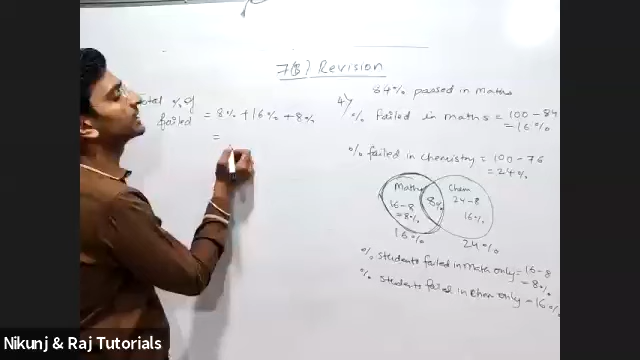 7(B) Revision
Total % of
failed = 8% + 16% + 8%
=
4) 84% passed in maths
% failed in maths = 100 - 84
= 16%
% failed in chemistry = 100 - 76
= 24%
Maths
16 - 8
= 8%
16%
8%
Chem
24 - 8
16%
24%
% students failed in Math only = 16 - 8
= 8%
% students failed in Chem only = 16%
Nikunj & Raj Tutorials